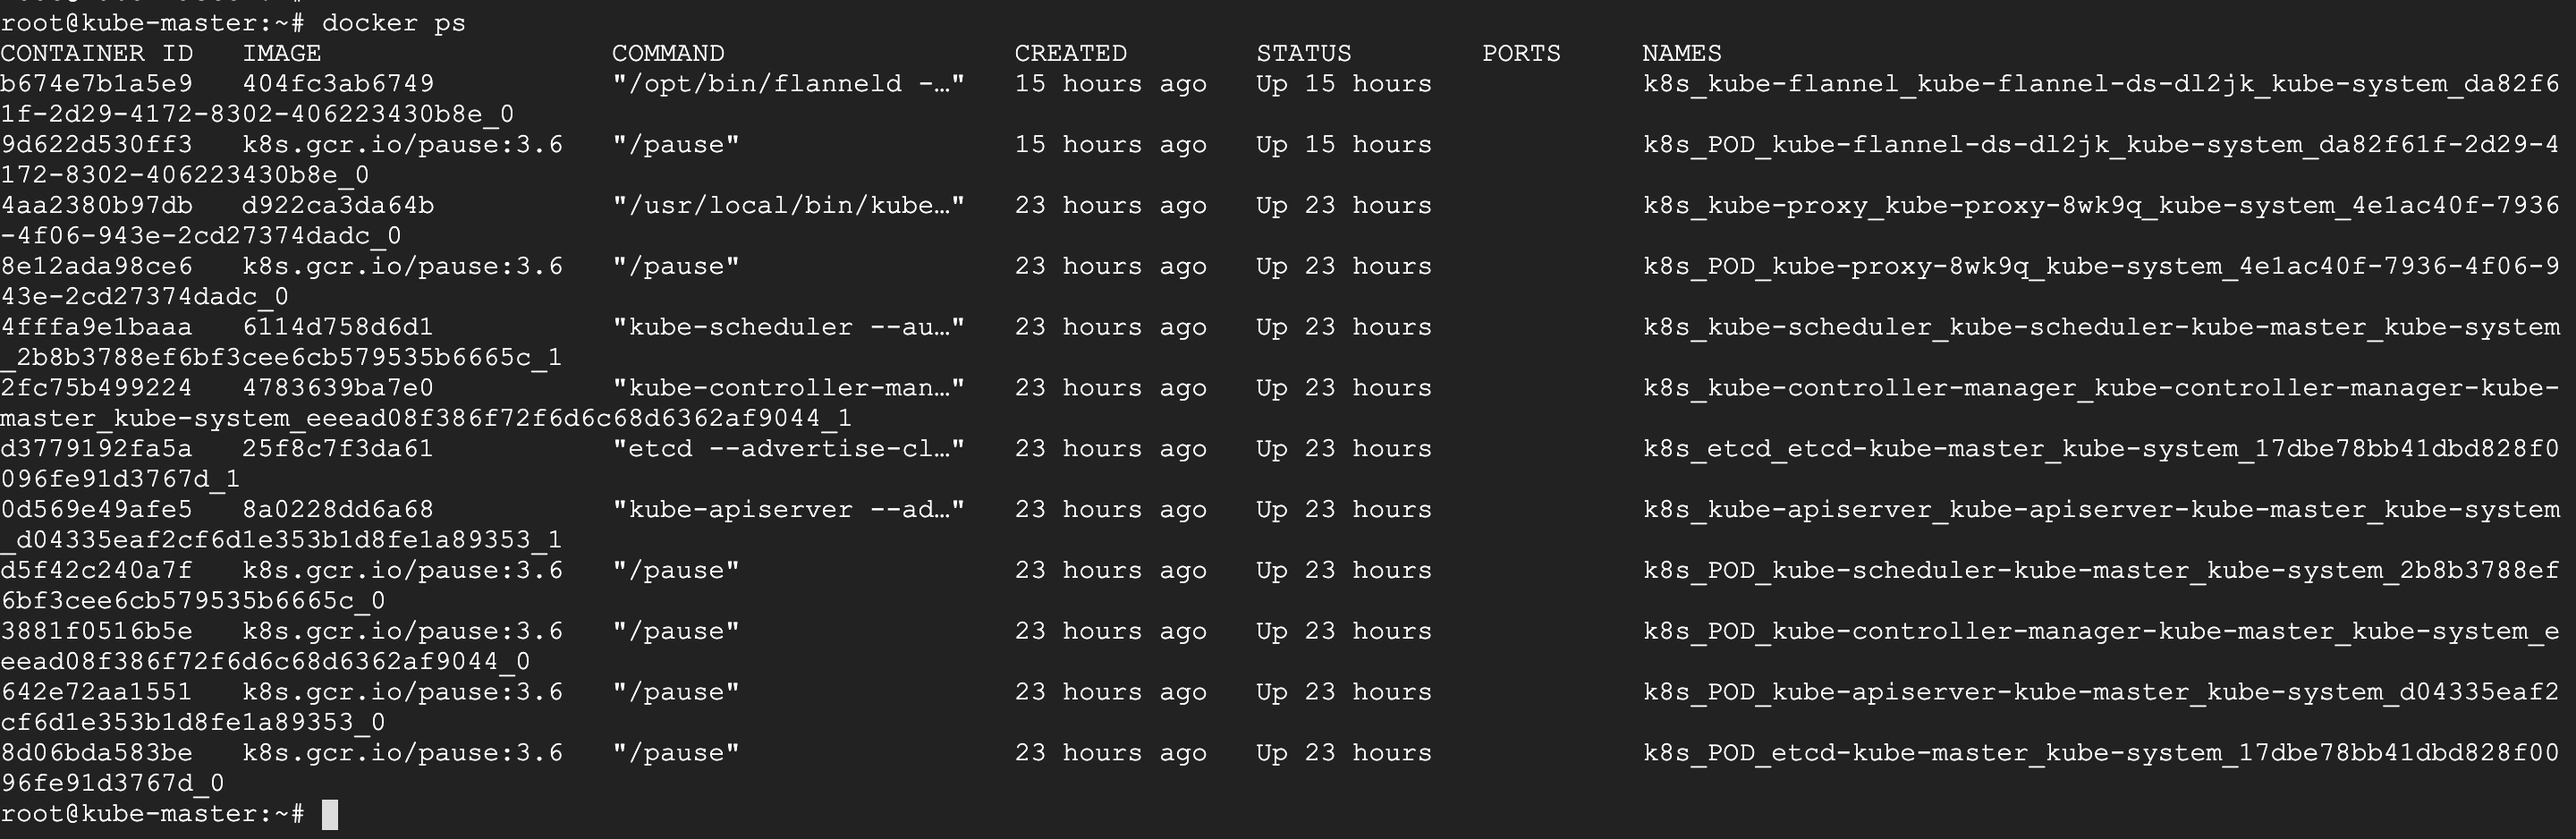 root@kube-master:~# docker ps
CONTAINER ID   IMAGE                  COMMAND                  CREATED        STATUS        PORTS     NAMES
b674e7b1a5e9   404fc3ab6749           "/opt/bin/flanneld -…"   15 hours ago   Up 15 hours             k8s_kube-flannel_kube-flannel-ds-dl2jk_kube-system_da82f6
1f-2d29-4172-8302-406223430b8e_0
9d622d530ff3   k8s.gcr.io/pause:3.6   "/pause"                 15 hours ago   Up 15 hours             k8s_POD_kube-flannel-ds-dl2jk_kube-system_da82f61f-2d29-4
172-8302-406223430b8e_0
4aa2380b97db   d922ca3da64b           "/usr/local/bin/kube…"   23 hours ago   Up 23 hours             k8s_kube-proxy_kube-proxy-8wk9q_kube-system_4e1ac40f-7936
-4f06-943e-2cd27374dadc_0
8e12ada98ce6   k8s.gcr.io/pause:3.6   "/pause"                 23 hours ago   Up 23 hours             k8s_POD_kube-proxy-8wk9q_kube-system_4e1ac40f-7936-4f06-9
43e-2cd27374dadc_0
4fffa9e1baaa   6114d758d6d1           "kube-scheduler --au…"   23 hours ago   Up 23 hours             k8s_kube-scheduler_kube-scheduler-kube-master_kube-system
_2b8b3788ef6bf3cee6cb579535b6665c_1
2fc75b499224   4783639ba7e0           "kube-controller-man…"   23 hours ago   Up 23 hours             k8s_kube-controller-manager_kube-controller-manager-kube-
master_kube-system_eeead08f386f72f6d6c68d6362af9044_1
d3779192fa5a   25f8c7f3da61           "etcd --advertise-cl…"   23 hours ago   Up 23 hours             k8s_etcd_etcd-kube-master_kube-system_17dbe78bb41dbd828f0
096fe91d3767d_1
0d569e49afe5   8a0228dd6a68           "kube-apiserver --ad…"   23 hours ago   Up 23 hours             k8s_kube-apiserver_kube-apiserver-kube-master_kube-system
_d04335eaf2cf6d1e353b1d8fe1a89353_1
d5f42c240a7f   k8s.gcr.io/pause:3.6   "/pause"                 23 hours ago   Up 23 hours             k8s_POD_kube-scheduler-kube-master_kube-system_2b8b3788ef
6bf3cee6cb579535b6665c_0
3881f0516b5e   k8s.gcr.io/pause:3.6   "/pause"                 23 hours ago   Up 23 hours             k8s_POD_kube-controller-manager-kube-master_kube-system_e
eead08f386f72f6d6c68d6362af9044_0
642e72aa1551   k8s.gcr.io/pause:3.6   "/pause"                 23 hours ago   Up 23 hours             k8s_POD_kube-apiserver-kube-master_kube-system_d04335eaf2
cf6d1e353b1d8fe1a89353_0
8d06bda583be   k8s.gcr.io/pause:3.6   "/pause"                 23 hours ago   Up 23 hours             k8s_POD_etcd-kube-master_kube-system_17dbe78bb41dbd828f00
96fe91d3767d_0
root@kube-master:~#